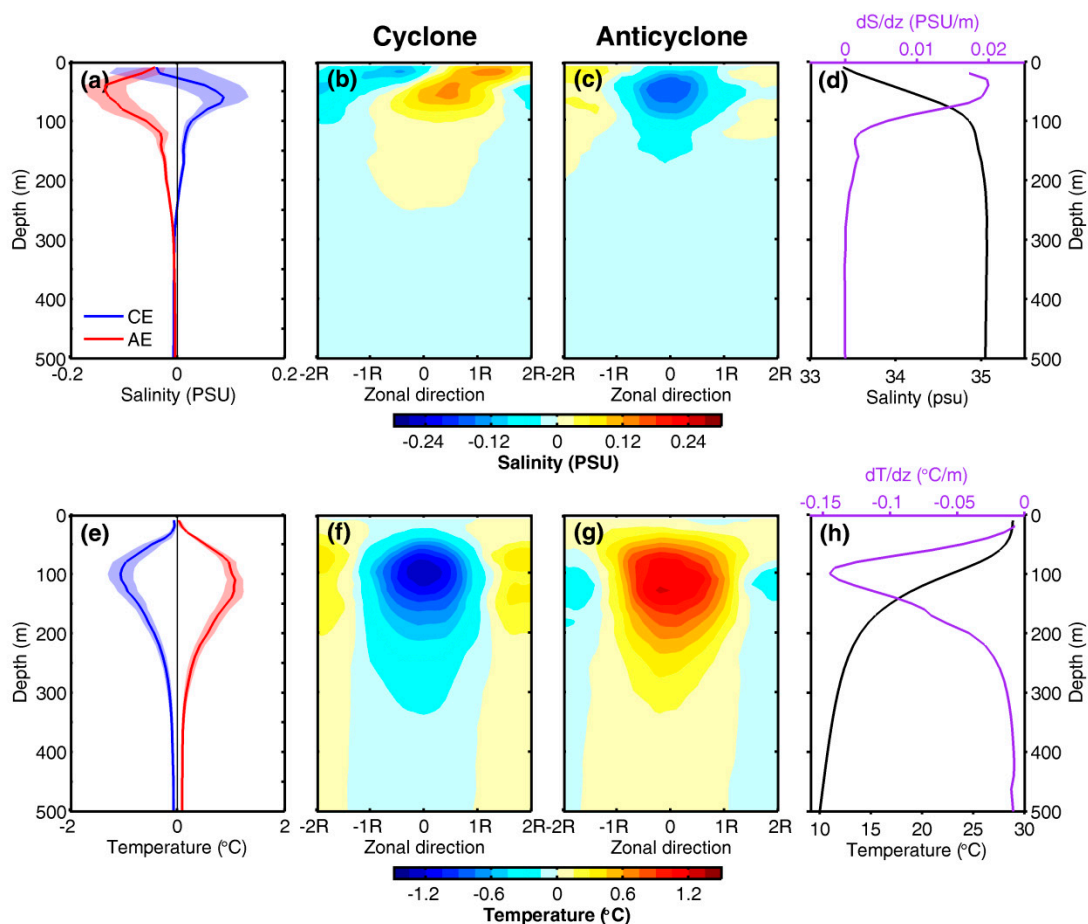 Cyclone Anticyclone
dS/dz (PSU/m)
0 0.01 0.02
(a) (b) (c) (d)
0 100 200 300 400 500
Depth (m)
CE
AE
-0.2 0 0.2
Salinity (PSU)
-2R -1R 0 1R 2R
Zonal direction
-2R -1R 0 1R 2R
Zonal direction
33 34 35
Salinity (psu)
0 100 200 300 400 500
Depth (m)
-0.24 -0.12 0 0.12 0.24
Salinity (PSU)
dT/dz (°C/m)
-0.15 -0.1 -0.05 0
(e) (f) (g) (h)
0 100 200 300 400 500
Depth (m)
-2 0 2
Temperature (°C)
-2R -1R 0 1R 2R
Zonal direction
-2R -1R 0 1R 2R
Zonal direction
10 15 20 25 30
Temperature (°C)
0 100 200 300 400 500
Depth (m)
-1.2 -0.6 0 0.6 1.2
Temperature (°C)